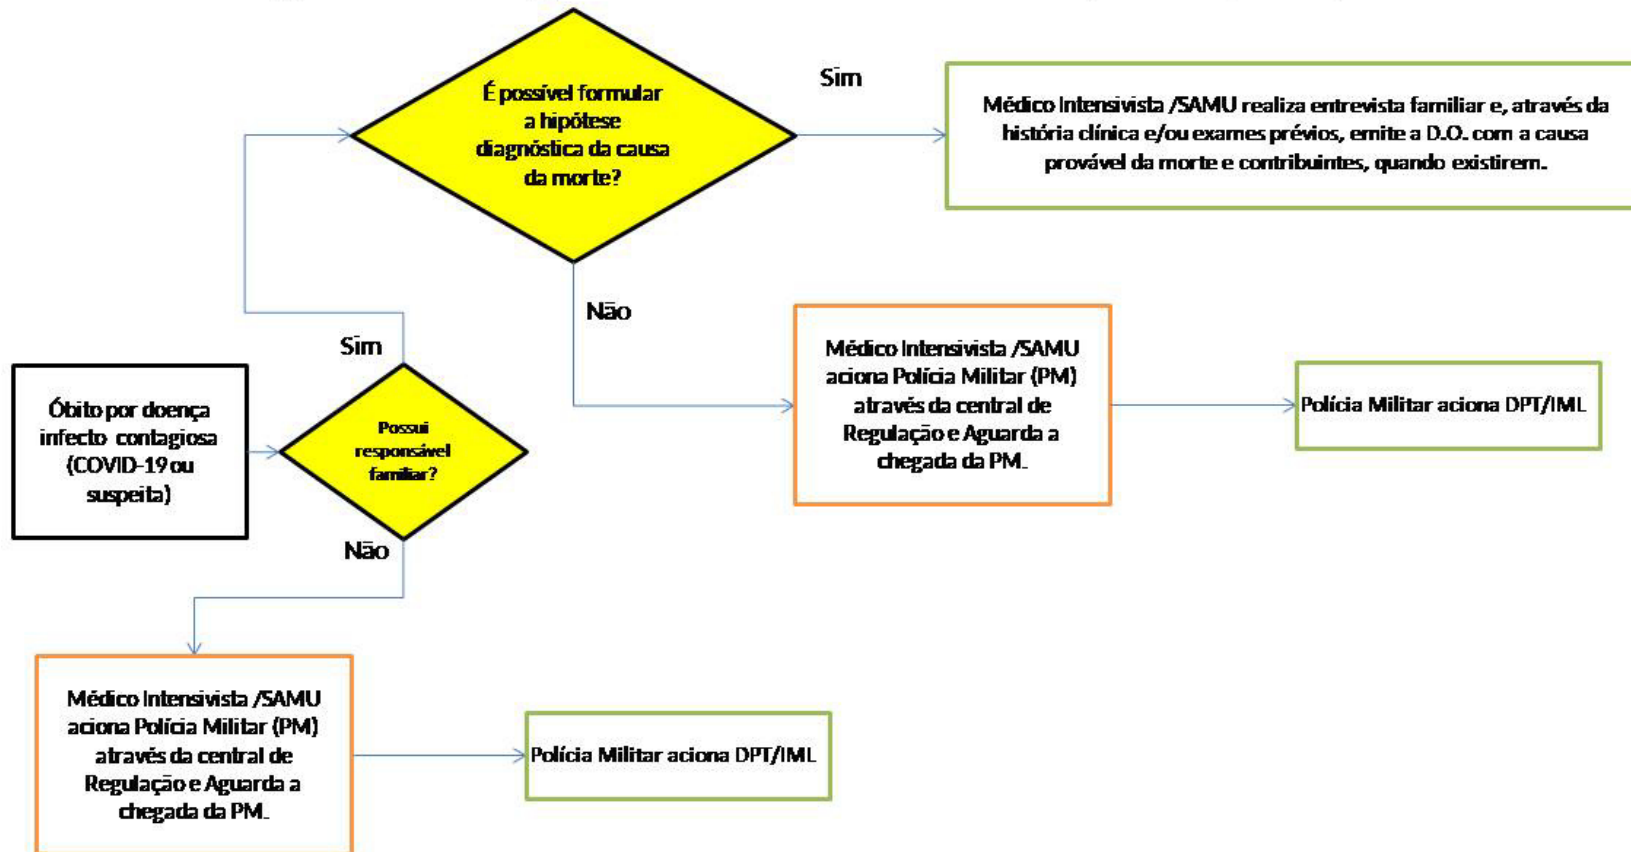 É possível formular
a hipótese
diagnóstica da causa
da morte?
Sim
Médico Intensivista /SAMU realiza entrevista familiar e, através da
história clínica e/ou exames prévios, emite a D.O. com a causa
provável da morte e contribuintes, quando existirem.
Não
Médico Intensivista /SAMU
aciona Polícia Militar (PM)
através da central de
Regulação e Aguarda a
chegada da PM.
Polícia Militar aciona DPT/IML
Sim
Óbito por doença
infecto contagiosa
(COVID-19 ou
suspeita)
Possui
responsável
familiar?
Não
Médico Intensivista /SAMU
aciona Polícia Militar (PM)
através da central de
Regulação e Aguarda a
chegada da PM.
Polícia Militar aciona DPT/IML